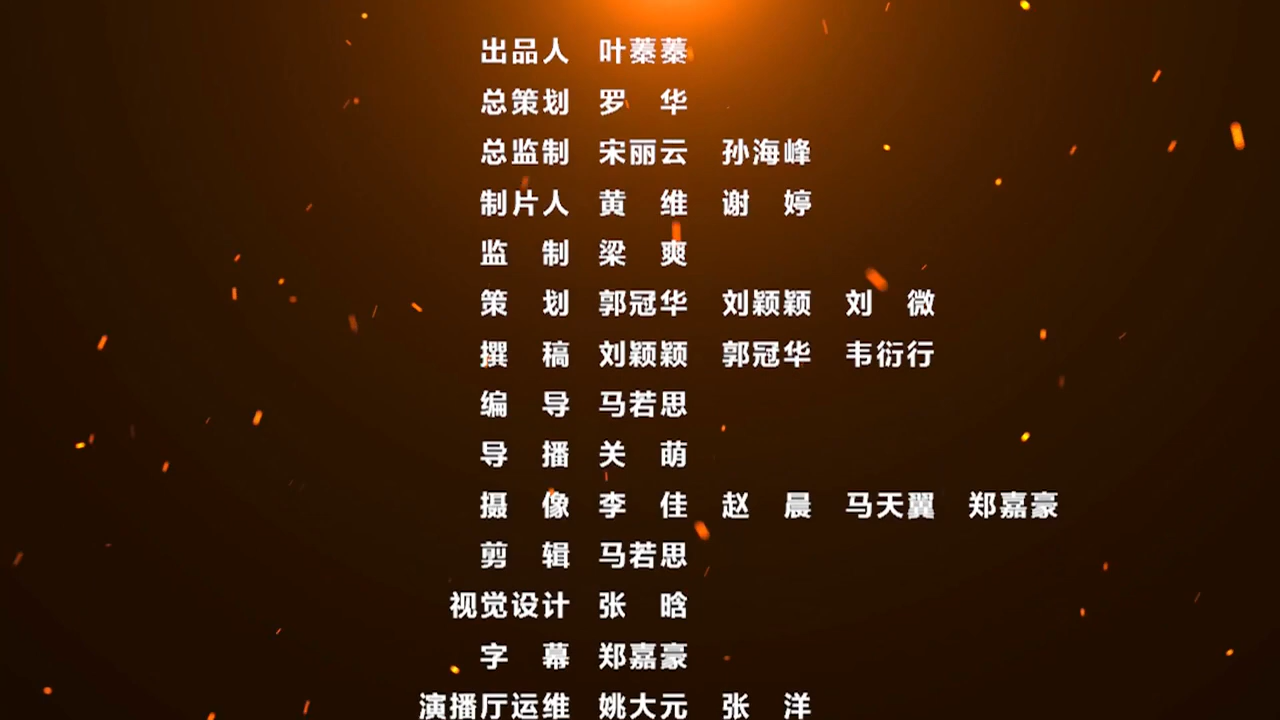 出品人 叶蓁蓁
总策划 罗 华
总监制 宋丽云 孙海峰
制片人 黄 维 谢 婷
监 制 梁 爽
策 划 郭冠华 刘颖颖 刘 微
撰 稿 刘颖颖 郭冠华 韦衍行
编 导 马若思
导 播 关 萌
摄 像 李 佳 赵 晨 马天翼 郑嘉豪
剪 辑 马若思
视觉设计 张 晗
字 幕 郑嘉豪
演播厅运维 姚大元 张 洋